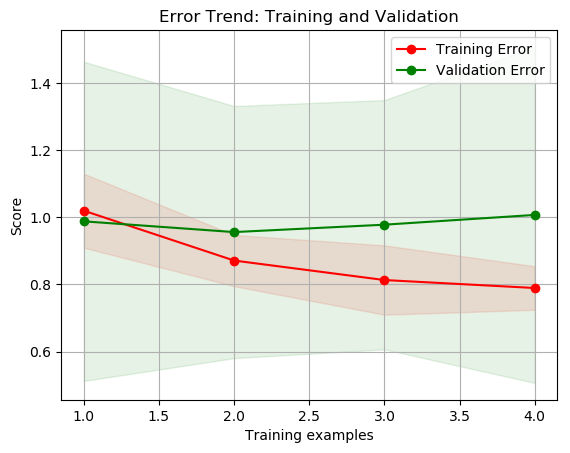 Error Trend: Training and Validation
Training Error
Validation Error
1.4
1.2
1.0
0.8
0.6
Score
1.0 1.5 2.0 2.5 3.0 3.5 4.0
Training examples